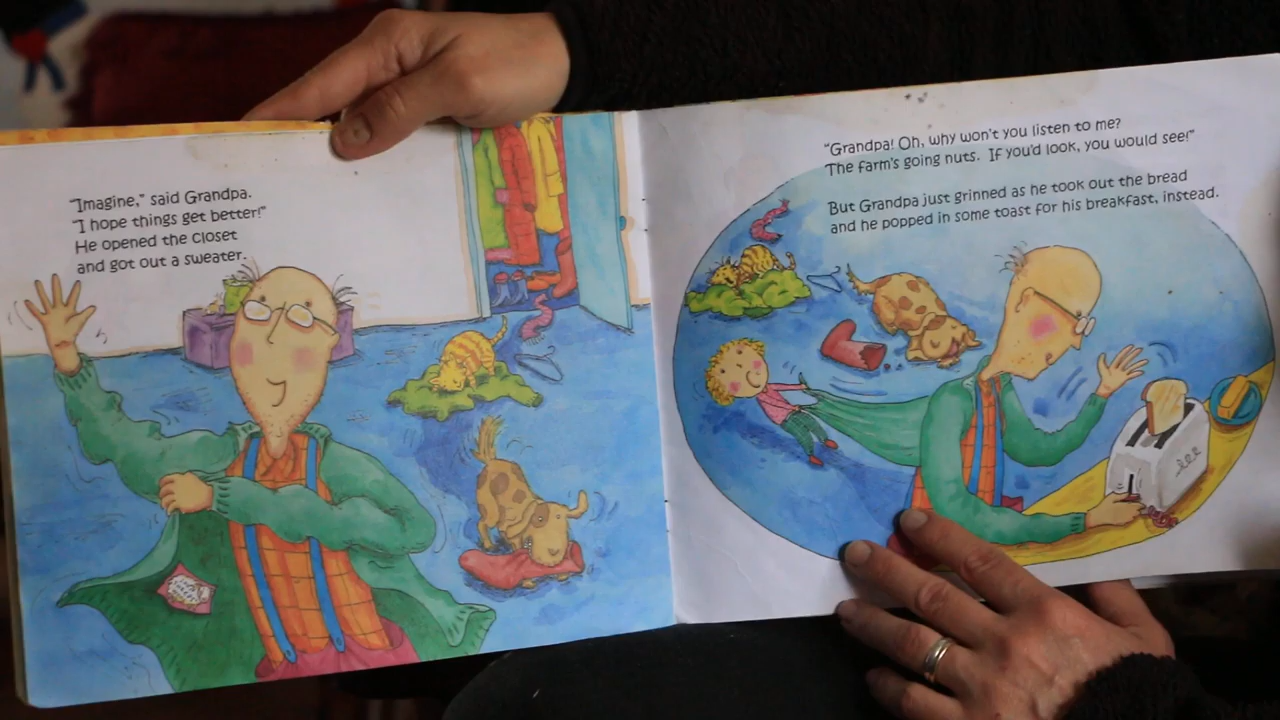 "Imagine," said Grandpa.
"I hope things get better!"
He opened the closet
and got out a sweater.
"Grandpa! Oh, why won't you listen to me?
The farm's going nuts. If you'd look, you would see!"
But Grandpa just grinned as he took out the bread
and he popped in some toast for his breakfast, instead.